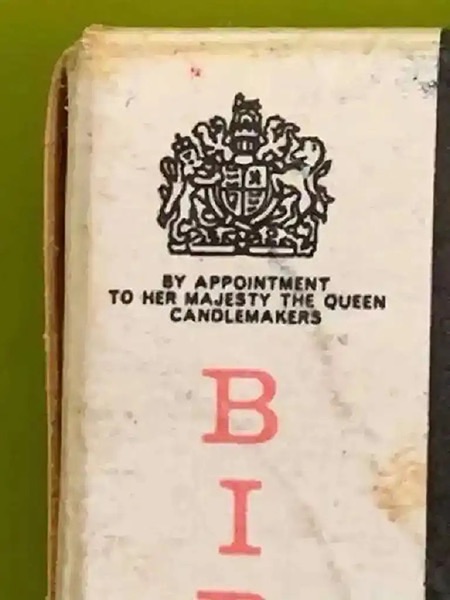 BY APPOINTMENT
TO HER MAJESTY THE QUEEN
CANDLEMAKERS
B
I